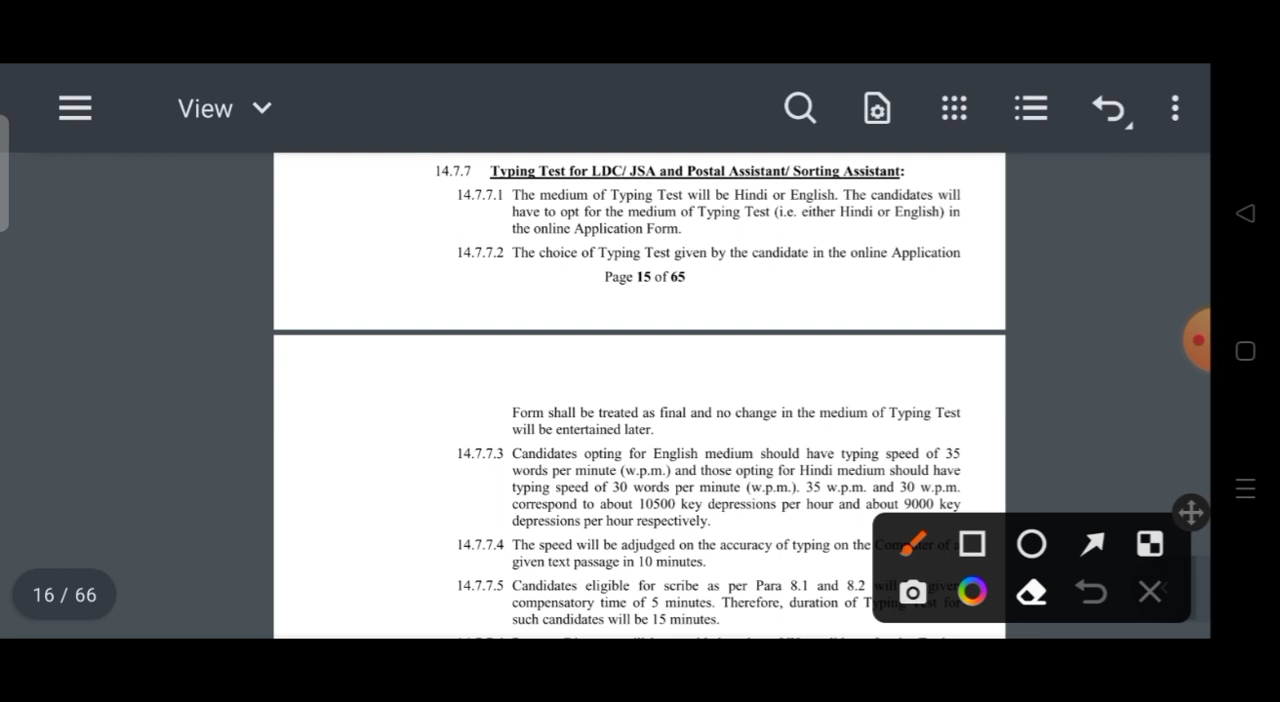 View
14.7.7 Typing Test for LDC/ JSA and Postal Assistant/ Sorting Assistant:
14.7.7.1 The medium of Typing Test will be Hindi or English. The candidates will
have to opt for the medium of Typing Test (i.e. either Hindi or English) in
the online Application Form.
14.7.7.2 The choice of Typing Test given by the candidate in the online Application
Page 15 of 65
Form shall be treated as final and no change in the medium of Typing Test
will be entertained later.
14.7.7.3 Candidates opting for English medium should have typing speed of 35
words per minute (w.p.m.) and those opting for Hindi medium should have
typing speed of 30 words per minute (w.p.m.). 35 w.p.m. and 30 w.p.m.
correspond to about 10500 key depressions per hour and about 9000 key
depressions per hour respectively.
14.7.7.4 The speed will be adjudged on the accuracy of typing on the Computer of a
given text passage in 10 minutes.
14.7.7.5 Candidates eligible for scribe as per Para 8.1 and 8.2 will given
compensatory time of 5 minutes. Therefore, duration of Typing Test for
such candidates will be 15 minutes.
16 / 66